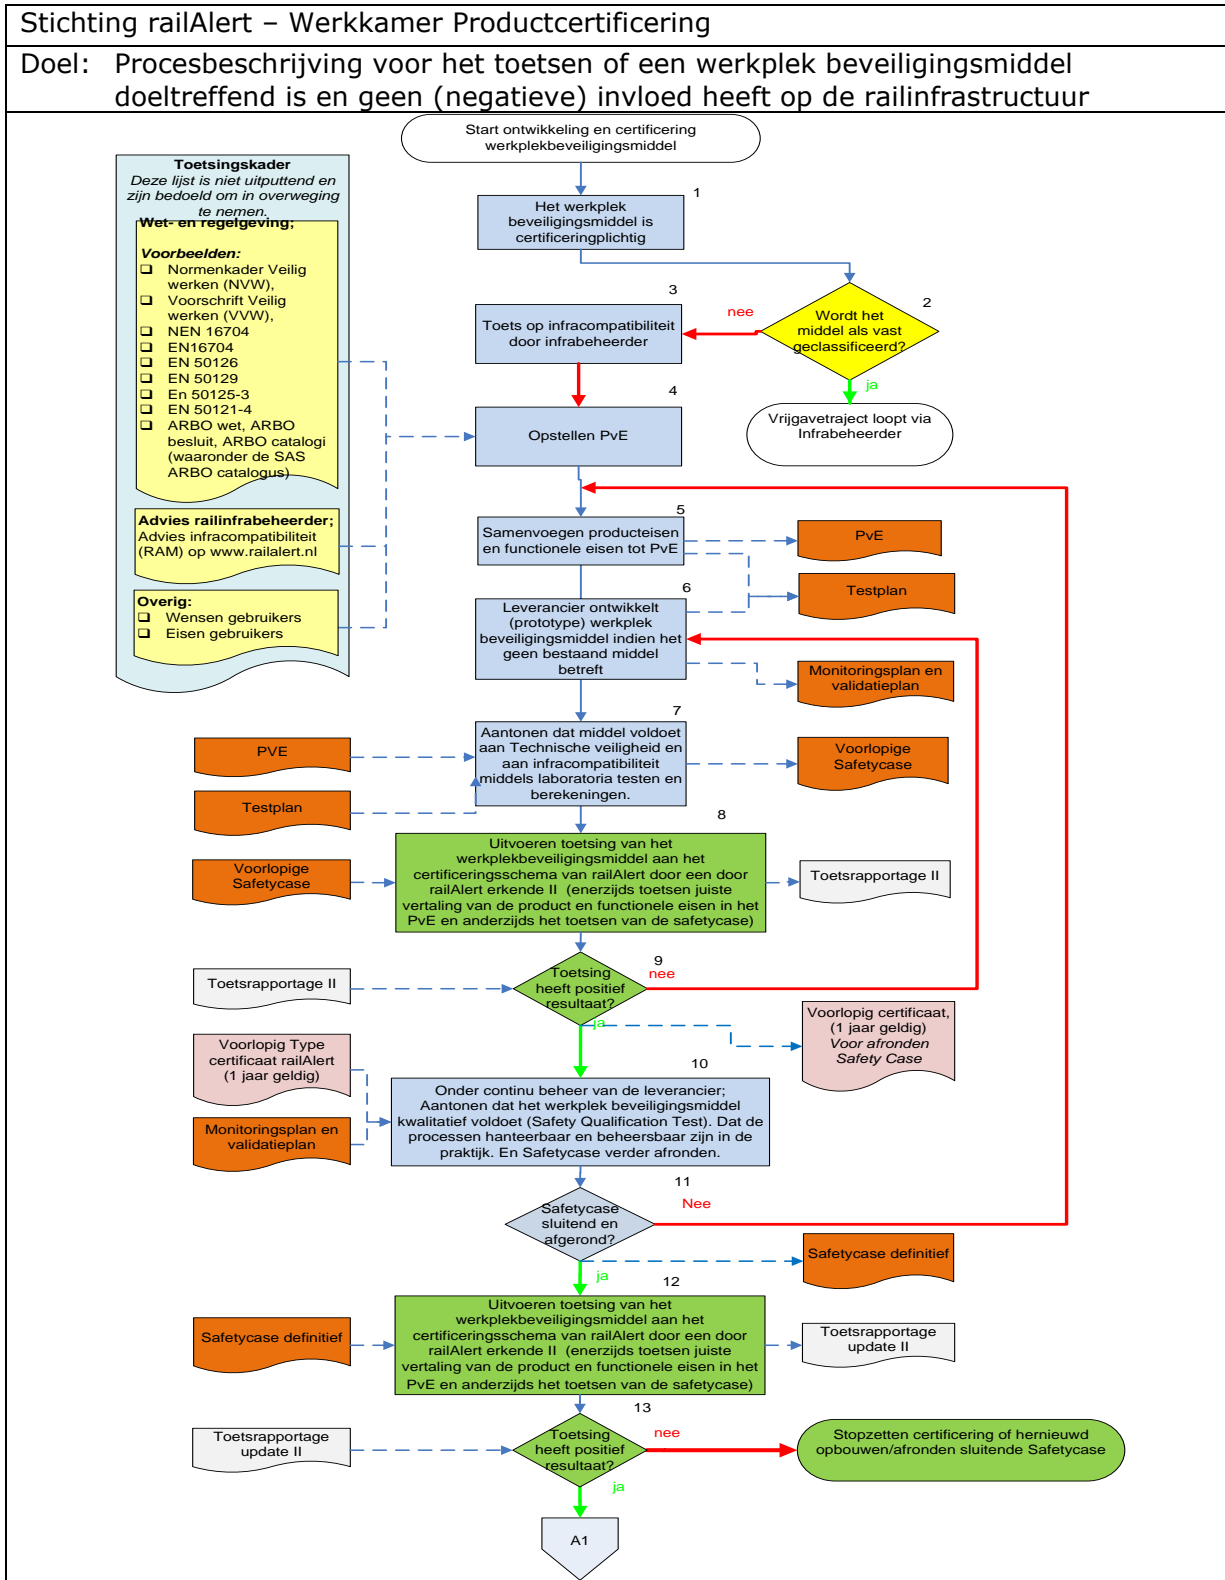 Stichting railAlert – Werkkamer Productcertificering
Doel: Procesbeschrijving voor het toetsen of een werkplek beveiligingsmiddel
doeltreffend is en geen (negatieve) invloed heeft op de railinfrastructuur
Start ontwikkeling en certificering
werkplekbeveiligingsmiddel
Toetsingskader
Deze lijst is niet uitputtend en
zijn bedoeld om in overweging
te nemen.
Wet- en regelgeving;
Voorbeelden:
Normenkader Veilig
werken (NVW),
Voorschrift Veilig
werken (VVW),
NEN 16704
EN16704
EN 50126
EN 50129
En 50125-3
EN 50121-4
ARBO wet, ARBO
besluit, ARBO catalogi
(waaronder de SAS
ARBO catalogus)
Advies railinfrabeheerder;
Advies infracompatibiliteit
(RAM) op www.railalert.nl
Overig:
Wensen gebruikers
Eisen gebruikers
1
Het werkplek
beveiligingsmiddel is
certificeringplichtig
2
Wordt het
middel als vast
geclassificeerd?
nee
ja
Vrijgavetraject loopt via
Infrabeheerder
3
Toets op infracompatibiliteit
door infrabeheerder
4
Opstellen PvE
5
Samenvoegen producteisen
en functionele eisen tot PvE
PvE
Testplan
6
Leverancier ontwikkelt
(prototype) werkplek
beveiligingsmiddel indien het
geen bestaand middel
betreft
Monitoringsplan en
validatieplan
7
Aantonen dat middel voldoet
aan Technische veiligheid en
aan infracompatibiliteit
middels laboratoria testen en
berekeningen.
PVE
Testplan
Voorlopige
Safetycase
8
Uitvoeren toetsing van het
werkplekbeveiligingsmiddel aan het
certificeringsschema van railAlert door een door
railAlert erkende II (enerzijds toetsen juiste
vertaling van de product en functionele eisen in het
PvE en anderzijds het toetsen van de safetycase)
Voorlopige
Safetycase
Toetsrapportage II
9
Toetsing
heeft positief
resultaat?
nee
ja
Toetsrapportage II
Voorlopig certificaat,
(1 jaar geldig)
Voor afronden
Safety Case
Voorlopig Type
certificaat railAlert
(1 jaar geldig)
Monitoringsplan en
validatieplan
10
Onder continu beheer van de leverancier;
Aantonen dat het werkplek beveiligingsmiddel
kwalitatief voldoet (Safety Qualification Test). Dat de
processen hanteerbaar en beheersbaar zijn in de
praktijk. En Safetycase verder afronden.
11
Safetycase
sluitend en
afgerond?
Nee
ja
Safetycase definitief
12
Uitvoeren toetsing van het
werkplekbeveiligingsmiddel aan het
certificeringsschema van railAlert door een door
railAlert erkende II (enerzijds toetsen juiste
vertaling van de product en functionele eisen in het
PvE en anderzijds het toetsen van de safetycase)
Safetycase definitief
Toetsrapportage
update II
13
Toetsing
heeft positief
resultaat?
nee
ja
Toetsrapportage
update II
Stopzetten certificering of hernieuwd
opbouwen/afronden sluitende Safetycase
A1